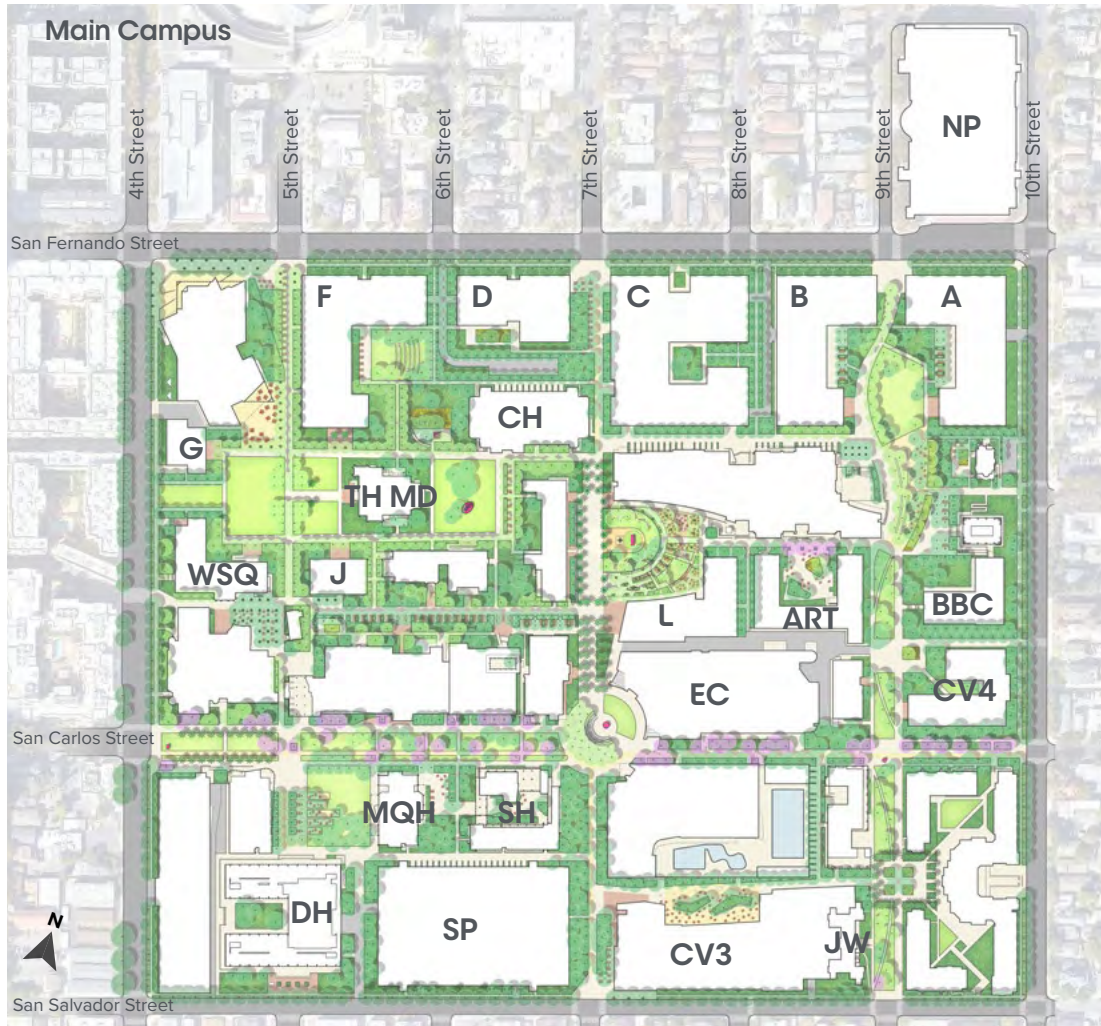 Main Campus
4th Street
5th Street
6th Street
7th Street
8th Street
9th Street
10th Street
NP
San Fernando Street
F
D
C
B
A
G
CH
TH MD
WSQ
J
L
ART
BBC
EC
CV4
San Carlos Street
MQH
SH
N
DH
SP
CV3
JW
San Salvador Street